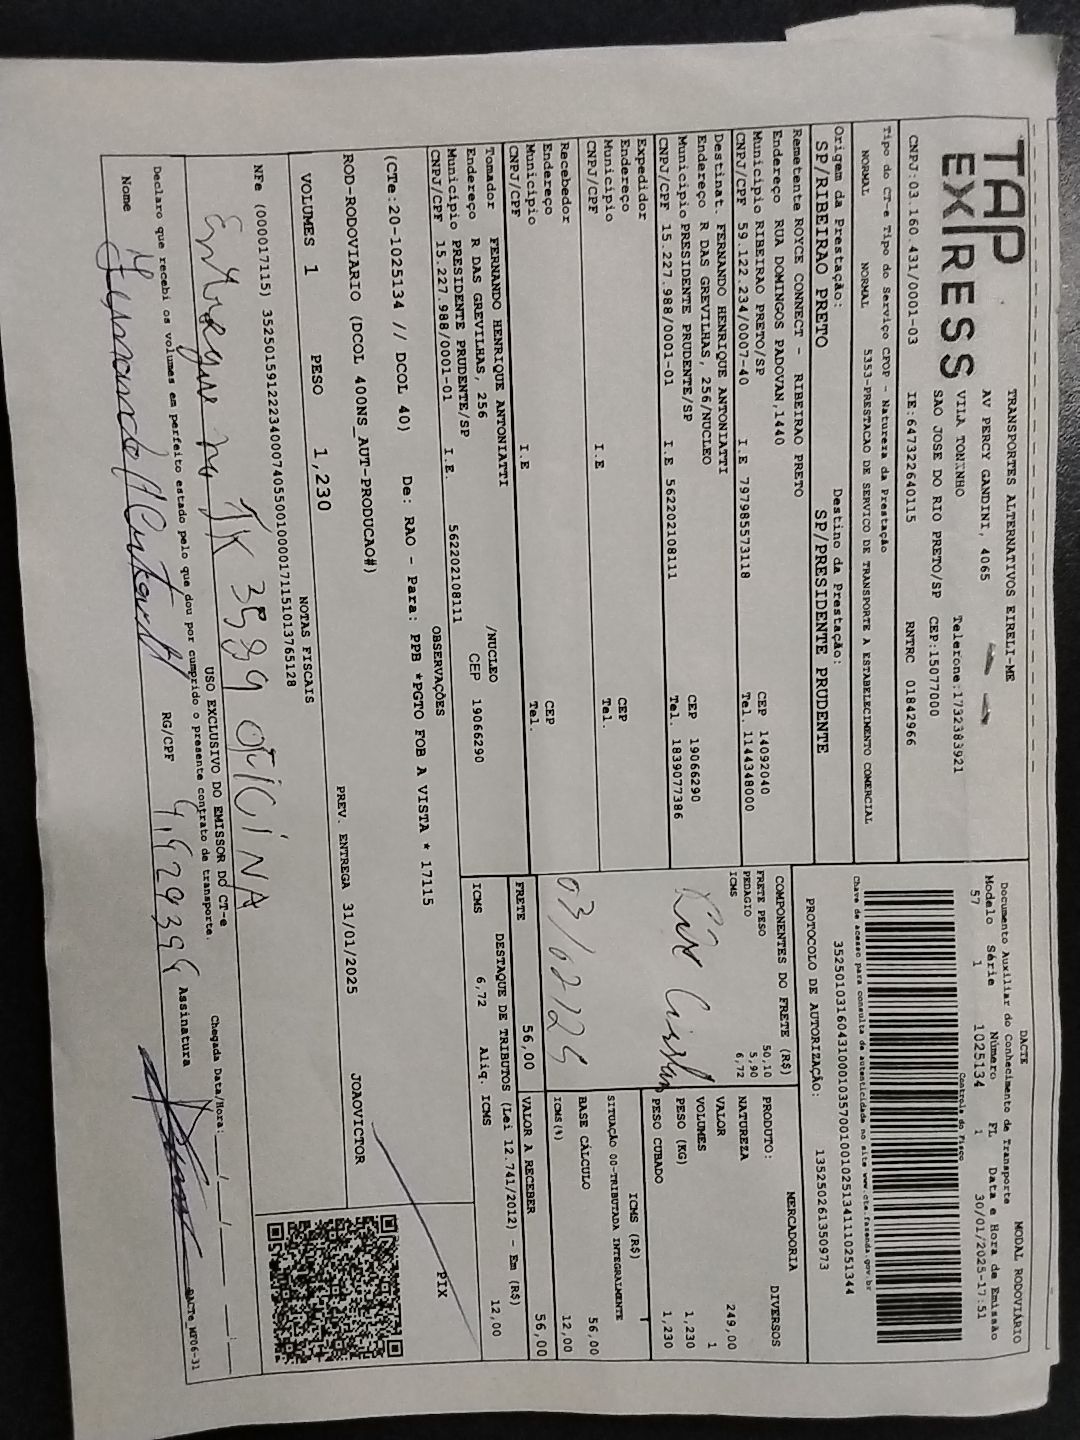 TAP
EXPRESS
TRANSPORTES ALTERNATIVOS EIRELI-ME
AV PERCY GANDINI, 4065
VILA TONINHO Telefone:1732383921
SAO JOSE DO RIO PRETO/SP CEP:15077000
CNPJ:03.160.431/0001-03 IE:647322640115 RNTRC 01842966
DACTE MODAL RODOVIÁRIO
Documento Auxiliar do Conhecimento de Transporte
Modelo Série Número FL Data e Hora de Emissão
57 1 1025134 1 30/01/2025-17:51
Controle do Fisco
Chave de acesso para consulta de autenticidade no site www.cte.fazenda.gov.br
PROTOCOLO DE AUTORIZAÇÃO: 135250261350973
Tipo do CT-e Tipo do Serviço CFOP - Natureza da Prestação
NORMAL NORMAL 5353-PRESTACAO DE SERVICO DE TRANSPORTE A ESTABELECIMENTO COMERCIAL
Origem da Prestação: Destino da Prestação:
SP/RIBEIRAO PRETO SP/PRESIDENTE PRUDENTE
Remetente ROYCE CONNECT - RIBEIRAO PRETO
Endereço RUA DOMINGOS PADOVAN,1440 CEP 14092040
Município RIBEIRAO PRETO/SP Tel. 1144348000
CNPJ/CPF 59.122.234/0007-40 I.E 797985573118
Destinat. FERNANDO HENRIQUE ANTONIATTI
Endereço R DAS GREVILHAS, 256/NUCLEO CEP 19066290
Município PRESIDENTE PRUDENTE/SP Tel. 1839077386
CNPJ/CPF 15.227.988/0001-01 I.E 562202108111
Expedidor
Endereço CEP
Município Tel.
CNPJ/CPF I.E
Recebedor
Endereço CEP
Município Tel.
CNPJ/CPF I.E
Tomador FERNANDO HENRIQUE ANTONIATTI
Endereço R DAS GREVILHAS, 256 /NUCLEO
Município PRESIDENTE PRUDENTE/SP CEP 19066290
CNPJ/CPF 15.227.988/0001-01 I.E. 562202108111
COMPONENTES DO FRETE (R$)
FRETE PESO 50,10
PEDAGIO 5,90
ICMS 6,72
MERCADORIA
PRODUTO: DIVERSOS
NATUREZA
VALOR 249,00
VOLUMES 1
PESO (KG) 1,230
PESO CUBADO 1,230
ICMS (R$)
SITUAÇÃO 00-TRIBUTADA INTEGRALMENTE
BASE CÁLCULO 56,00
ICMS(%) 12,00
FRETE 56,00 VALOR A RECEBER 56,00
DESTAQUE DE TRIBUTOS (Lei 12.741/2012) - Em (R$)
ICMS 6,72 Aliq. ICMS 12,00
OBSERVAÇÕES
(CTe:20-1025134 // DCOL 40) De: RAO - Para: PPB *PGTO FOB A VISTA * 17115
ROD-RODOVIARIO (DCOL 400NS_AUT-PRODUCAO#)
PIX
VOLUMES 1 PESO 1,230 PREV. ENTREGA 31/01/2025 JOAOVICTOR
NOTAS FISCAIS
NFe (000017115)
JK 3589 OFICINA
USO EXCLUSIVO DO EMISSOR DO CT-e
Declaro que recebi os volumes em perfeito estado pelo que dou por cumprido o presente contrato de transporte. Chegada Data/Hora: __/__/__ __:__
Nome RG/CPF Assinatura
DACTe_MF06-31